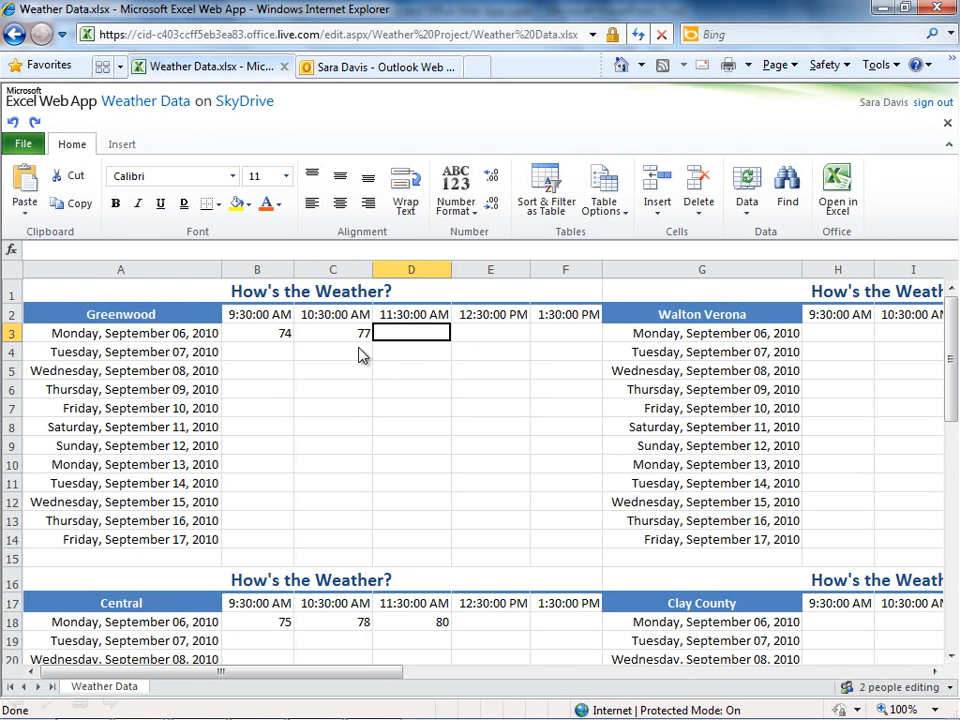 Weather Data.xlsx - Microsoft Excel Web App - Windows Internet Explorer
https://cid-c403ccff5eb3ea83.office.live.com/edit.aspx/Weather%20Project/Weather%20Data.xlsx
Bing
Favorites
Weather Data.xlsx - Mic...
Sara Davis - Outlook Web ...
Page
Safety
Tools
Microsoft
Excel Web App Weather Data on SkyDrive
Sara Davis sign out
File Home Insert
Paste Cut Copy
Calibri 11
B I U D A
Wrap Text
ABC 123
Number Format
.00
.00
Sort & Filter as Table
Table Options
Insert
Delete
Data
Find
Open in Excel
Clipboard Font Alignment Number Tables Cells Data Office
fx
A B C D E F G H I
1 How's the Weather? How's the Weath
2 Greenwood 9:30:00 AM 10:30:00 AM 11:30:00 AM 12:30:00 PM 1:30:00 PM Walton Verona 9:30:00 AM 10:30:00 AM
3 Monday, September 06, 2010 74 77 Monday, September 06, 2010
4 Tuesday, September 07, 2010 Tuesday, September 07, 2010
5 Wednesday, September 08, 2010 Wednesday, September 08, 2010
6 Thursday, September 09, 2010 Thursday, September 09, 2010
7 Friday, September 10, 2010 Friday, September 10, 2010
8 Saturday, September 11, 2010 Saturday, September 11, 2010
9 Sunday, September 12, 2010 Sunday, September 12, 2010
10 Monday, September 13, 2010 Monday, September 13, 2010
11 Tuesday, September 14, 2010 Tuesday, September 14, 2010
12 Wednesday, September 15, 2010 Wednesday, September 15, 2010
13 Thursday, September 16, 2010 Thursday, September 16, 2010
14 Friday, September 17, 2010 Friday, September 17, 2010
15
16 How's the Weather? How's the Weath
17 Central 9:30:00 AM 10:30:00 AM 11:30:00 AM 12:30:00 PM 1:30:00 PM Clay County 9:30:00 AM 10:30:00 AM
18 Monday, September 06, 2010 75 78 80 Monday, September 06, 2010
19 Tuesday, September 07, 2010 Tuesday, September 07, 2010
20 Wednesday, September 08, 2010 Wednesday, September 08, 2010
Weather Data
2 people editing
Done
Internet | Protected Mode: On
100%